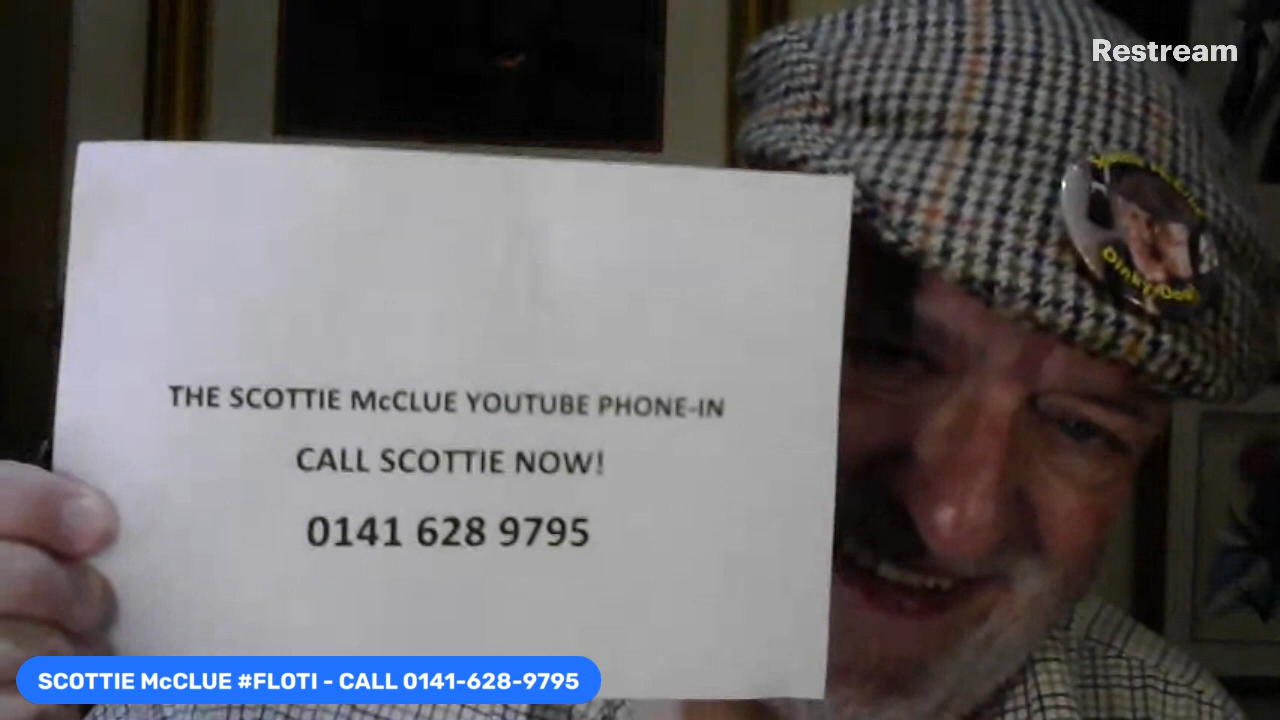 Restream
THE SCOTTIE McCLUE YOUTUBE PHONE-IN
CALL SCOTTIE NOW!
0141 628 9795
SCOTTIE McCLUE #FLOTI - CALL 0141-628-9795